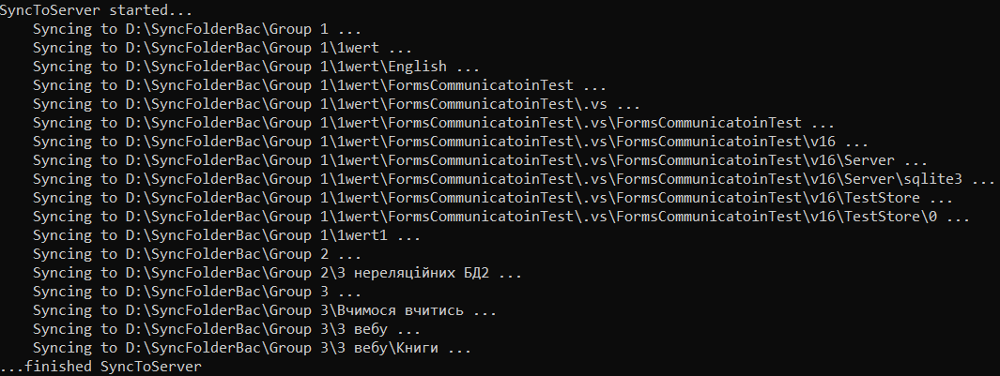 SyncToServer started...
Syncing to D:\SyncFolderBac\Group 1 ...
Syncing to D:\SyncFolderBac\Group 1\1wert ...
Syncing to D:\SyncFolderBac\Group 1\1wert\English ...
Syncing to D:\SyncFolderBac\Group 1\1wert\FormsCommunicatoinTest ...
Syncing to D:\SyncFolderBac\Group 1\1wert\FormsCommunicatoinTest\.vs ...
Syncing to D:\SyncFolderBac\Group 1\1wert\FormsCommunicatoinTest\.vs\FormsCommunicatoinTest ...
Syncing to D:\SyncFolderBac\Group 1\1wert\FormsCommunicatoinTest\.vs\FormsCommunicatoinTest\v16 ...
Syncing to D:\SyncFolderBac\Group 1\1wert\FormsCommunicatoinTest\.vs\FormsCommunicatoinTest\v16\Server ...
Syncing to D:\SyncFolderBac\Group 1\1wert\FormsCommunicatoinTest\.vs\FormsCommunicatoinTest\v16\Server\sqlite3 ...
Syncing to D:\SyncFolderBac\Group 1\1wert\FormsCommunicatoinTest\.vs\FormsCommunicatoinTest\v16\TestStore ...
Syncing to D:\SyncFolderBac\Group 1\1wert\FormsCommunicatoinTest\.vs\FormsCommunicatoinTest\v16\TestStore\0 ...
Syncing to D:\SyncFolderBac\Group 1\1wert1 ...
Syncing to D:\SyncFolderBac\Group 2 ...
Syncing to D:\SyncFolderBac\Group 2\З нереляційних БД2 ...
Syncing to D:\SyncFolderBac\Group 3 ...
Syncing to D:\SyncFolderBac\Group 3\Вчимося вчитись ...
Syncing to D:\SyncFolderBac\Group 3\З вебу ...
Syncing to D:\SyncFolderBac\Group 3\З вебу\Книги ...
...finished SyncToServer